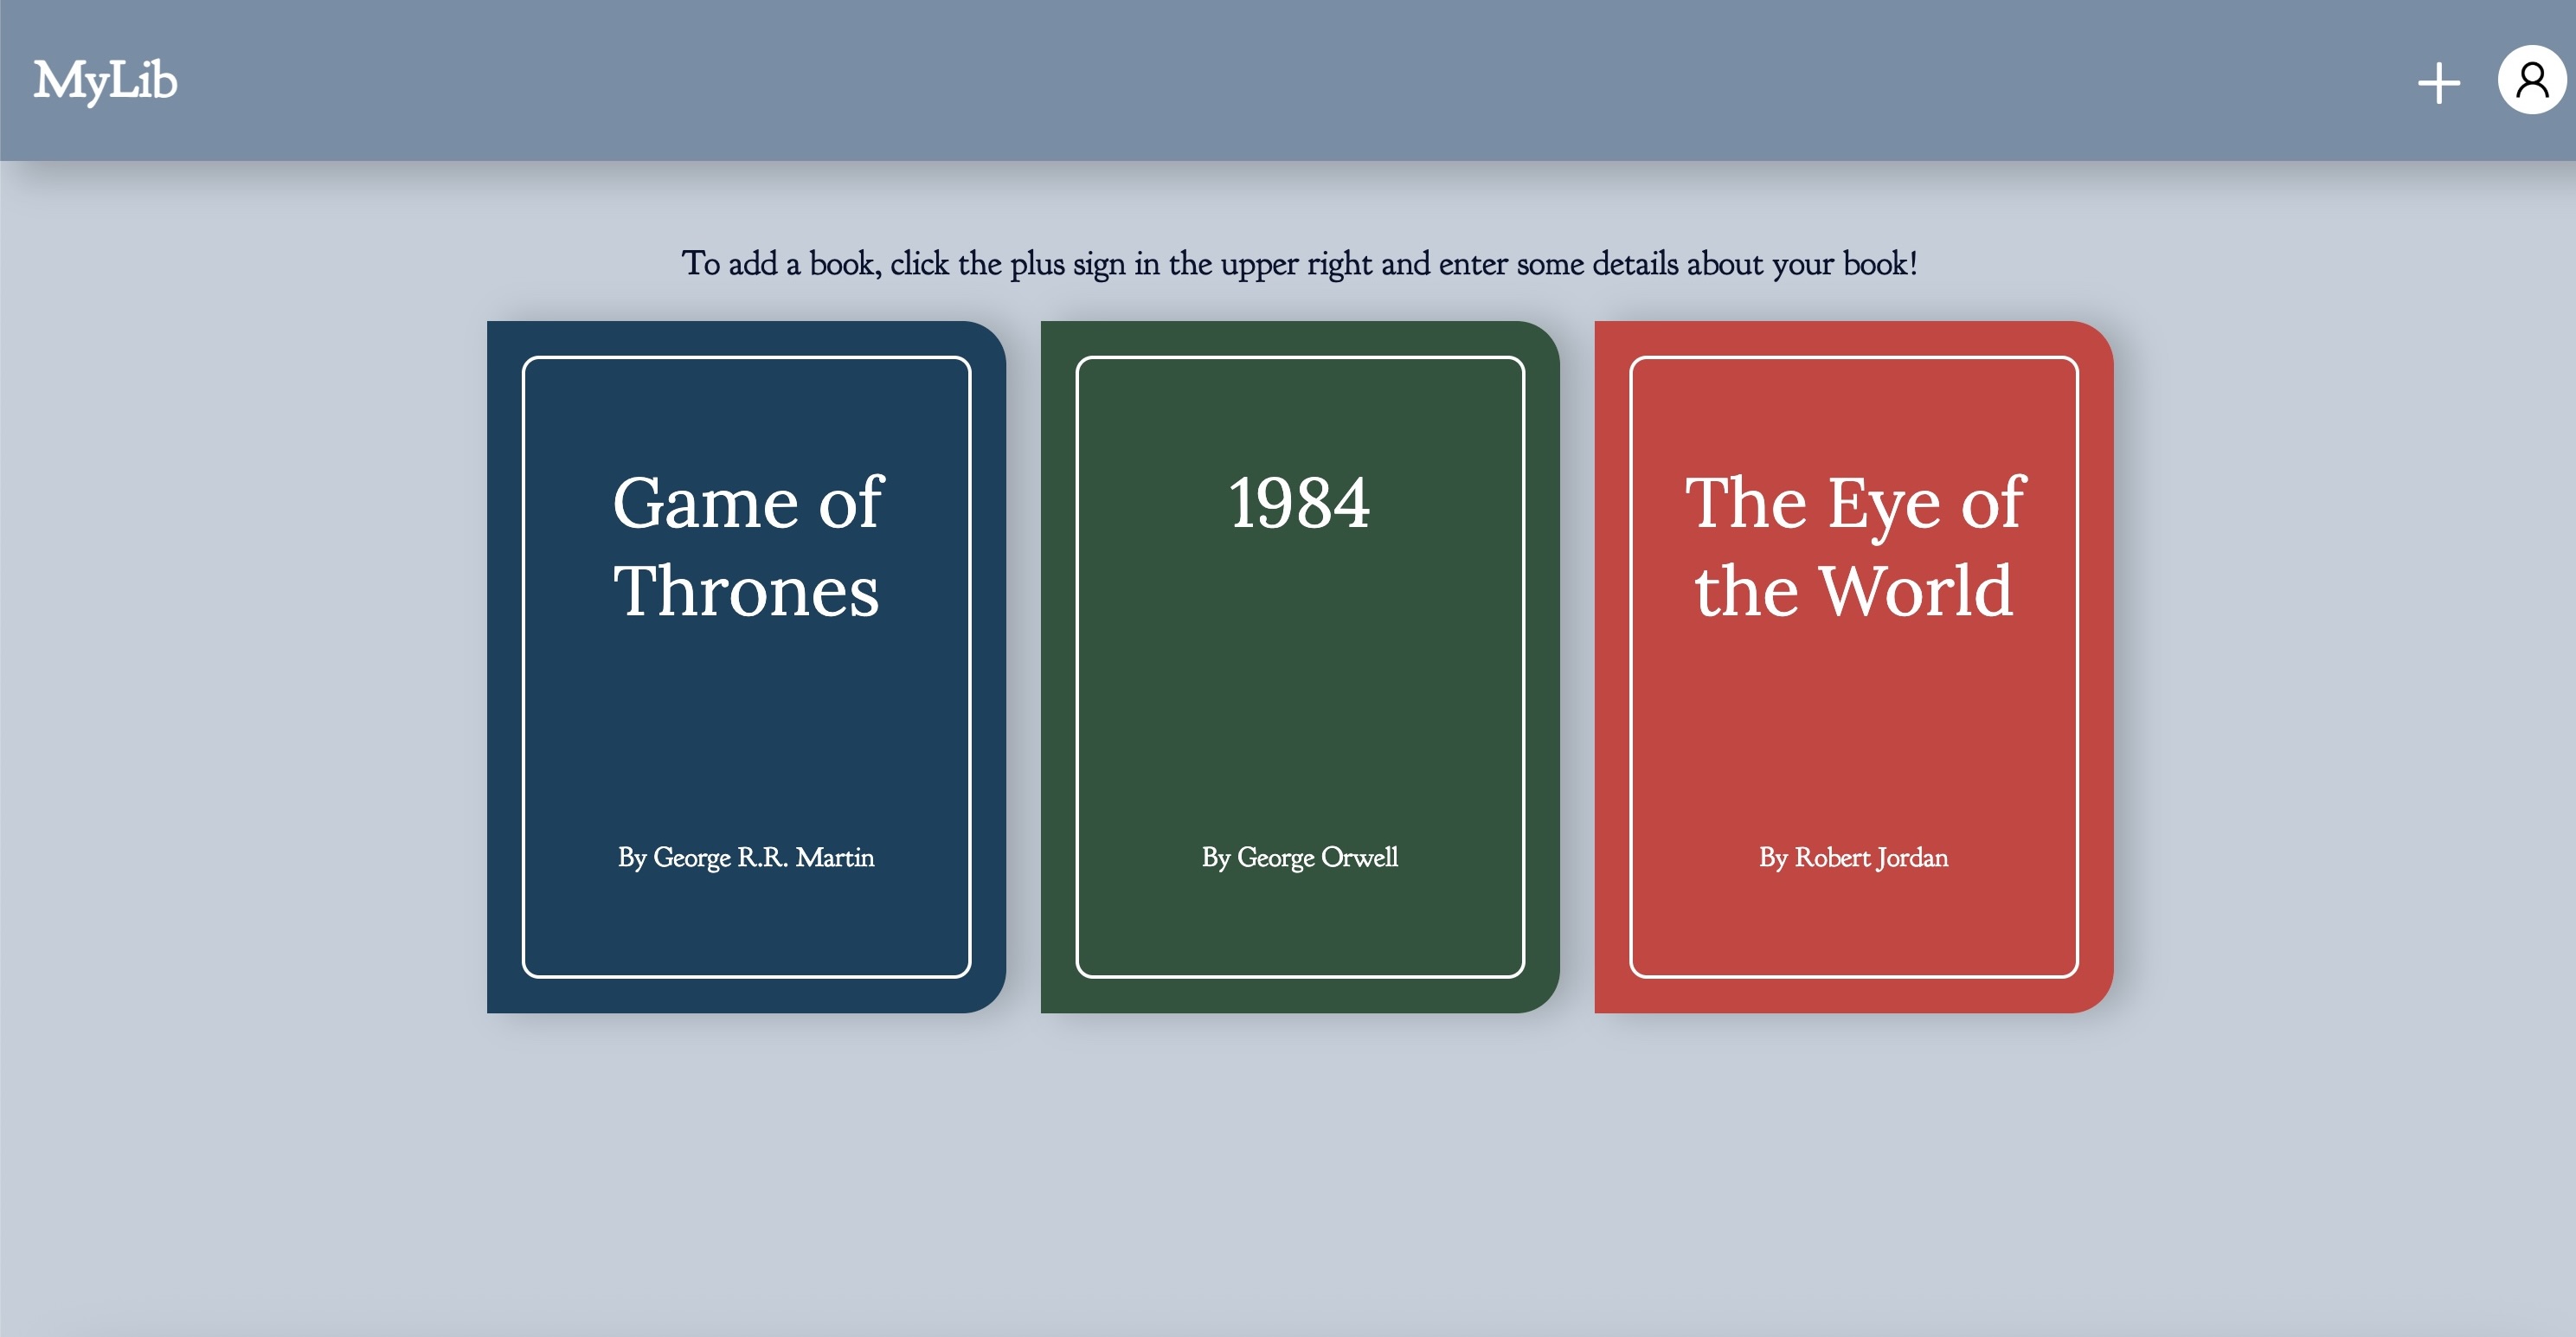 MyLib
To add a book, click the plus sign in the upper right and enter some details about your book!
Game of
Thrones
By George R.R. Martin
1984
By George Orwell
The Eye of
the World
By Robert Jordan